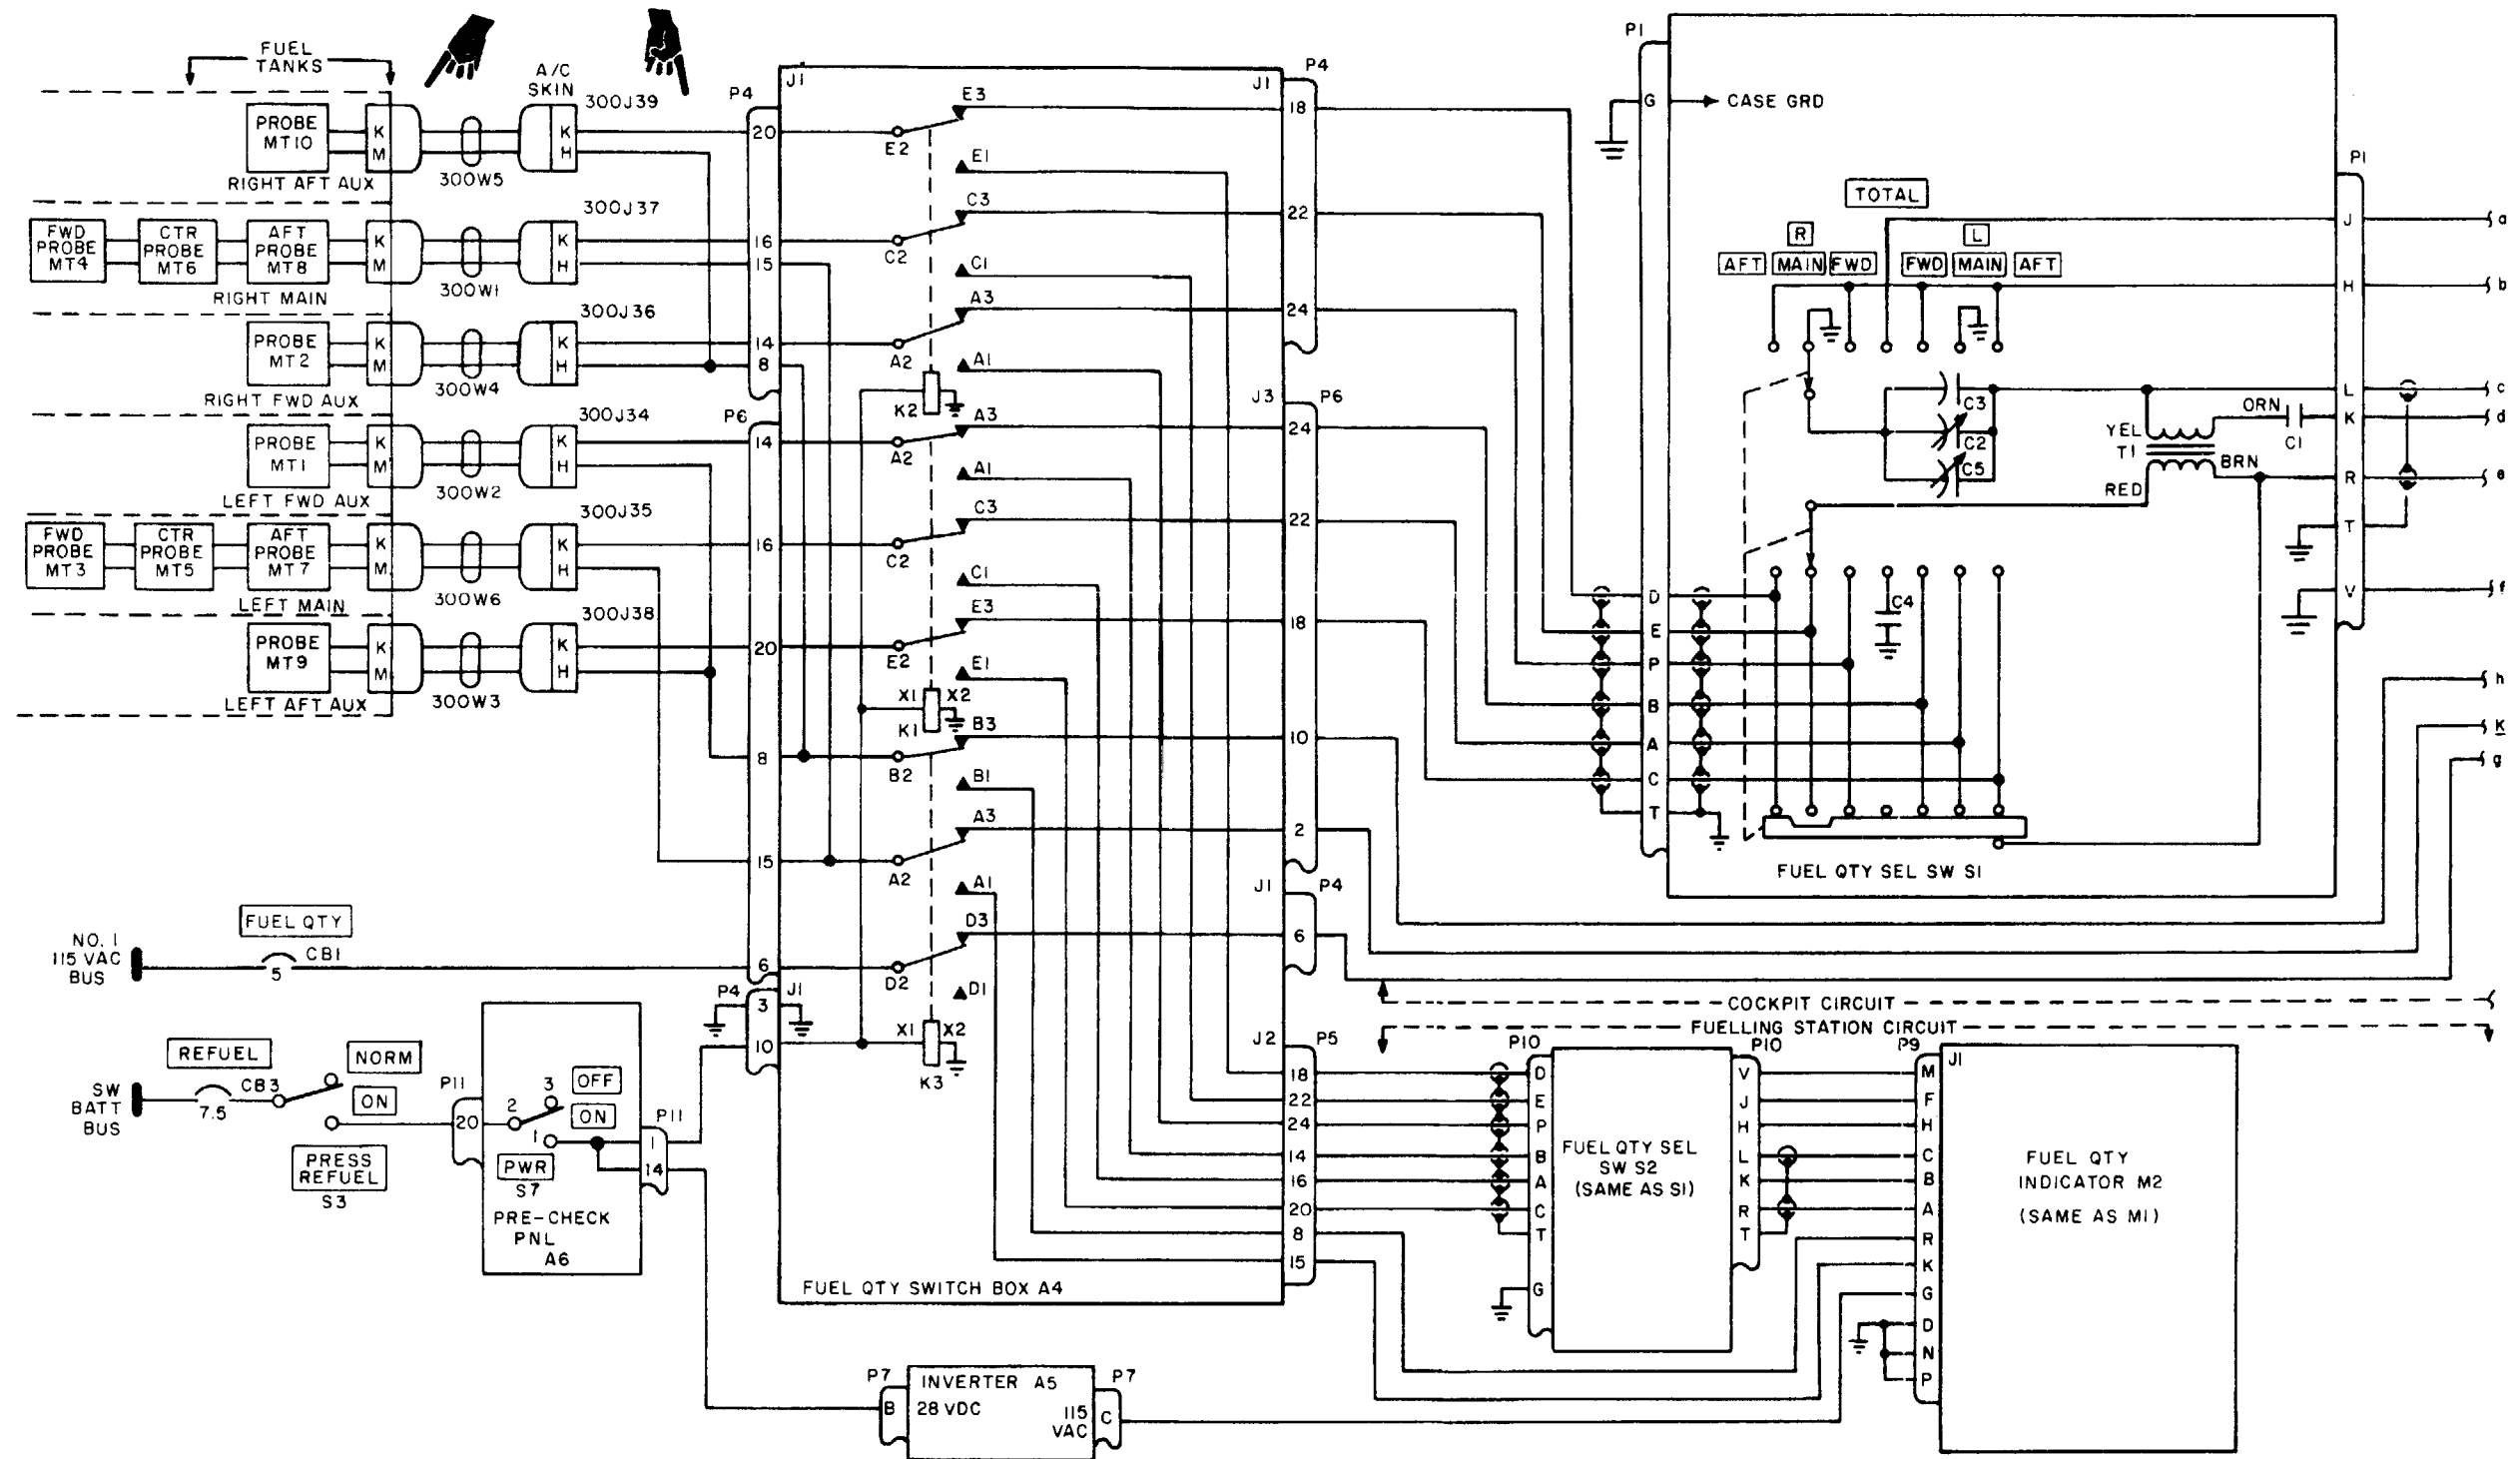 FUEL
TANKS
A/C
SKIN
300J39
PROBE
MT10
K
M
K
H
RIGHT AFT AUX
300W5
300J37
FWD
PROBE
MT4
CTR
PROBE
MT6
AFT
PROBE
MT8
K
M
K
H
RIGHT MAIN
300W1
300J36
PROBE
MT2
K
M
K
H
RIGHT FWD AUX
300W4
300J34
PROBE
MT1
K
M
K
H
LEFT FWD AUX
300W2
300J35
FWD
PROBE
MT3
CTR
PROBE
MT5
AFT
PROBE
MT7
K
M
K
H
LEFT MAIN
300W6
300J38
PROBE
MT9
K
M
K
H
LEFT AFT AUX
300W3
P4
J1
20
16
15
14
8
P6
14
16
20
8
15
6
P4
J1
3
10
E3
E2
E1
C3
C2
C1
A3
A2
A1
K2
A3
A2
A1
C3
C2
C1
E3
E2
E1
X1
X2
K1
B3
B2
B1
A3
A2
A1
D3
D2
D1
X1
X2
K3
J1
P4
18
22
24
J3
P6
24
22
18
10
2
J1
P4
6
J2
P5
18
22
24
14
16
20
8
15
FUEL QTY SWITCH BOX A4
NO. 1
115 VAC
BUS
FUEL QTY
CB1
5
SW
BATT
BUS
REFUEL
CB3
7.5
NORM
ON
PRESS
REFUEL
S3
P11
20
3
2
1
OFF
ON
PWR
S7
PRE-CHECK
PNL
A6
P11
1
14
P7
B
INVERTER A5
28 VDC
115
VAC
P7
C
P1
G
CASE GRD
TOTAL
R
L
AFT
MAIN
FWD
FWD
MAIN
AFT
C3
C2
C5
YEL
T1
RED
ORN
BRN
C1
C4
D
E
P
B
A
C
T
FUEL QTY SEL SW S1
P1
J
H
L
K
R
T
V
a
b
c
d
e
f
h
K
g
COCKPIT CIRCUIT
FUELLING STATION CIRCUIT
P10
D
E
P
B
A
C
T
G
FUEL QTY SEL
SW S2
(SAME AS S1)
P10
V
J
H
L
K
R
T
P9
J1
M
F
H
C
B
A
R
K
G
D
N
P
FUEL QTY
INDICATOR M2
(SAME AS M1)